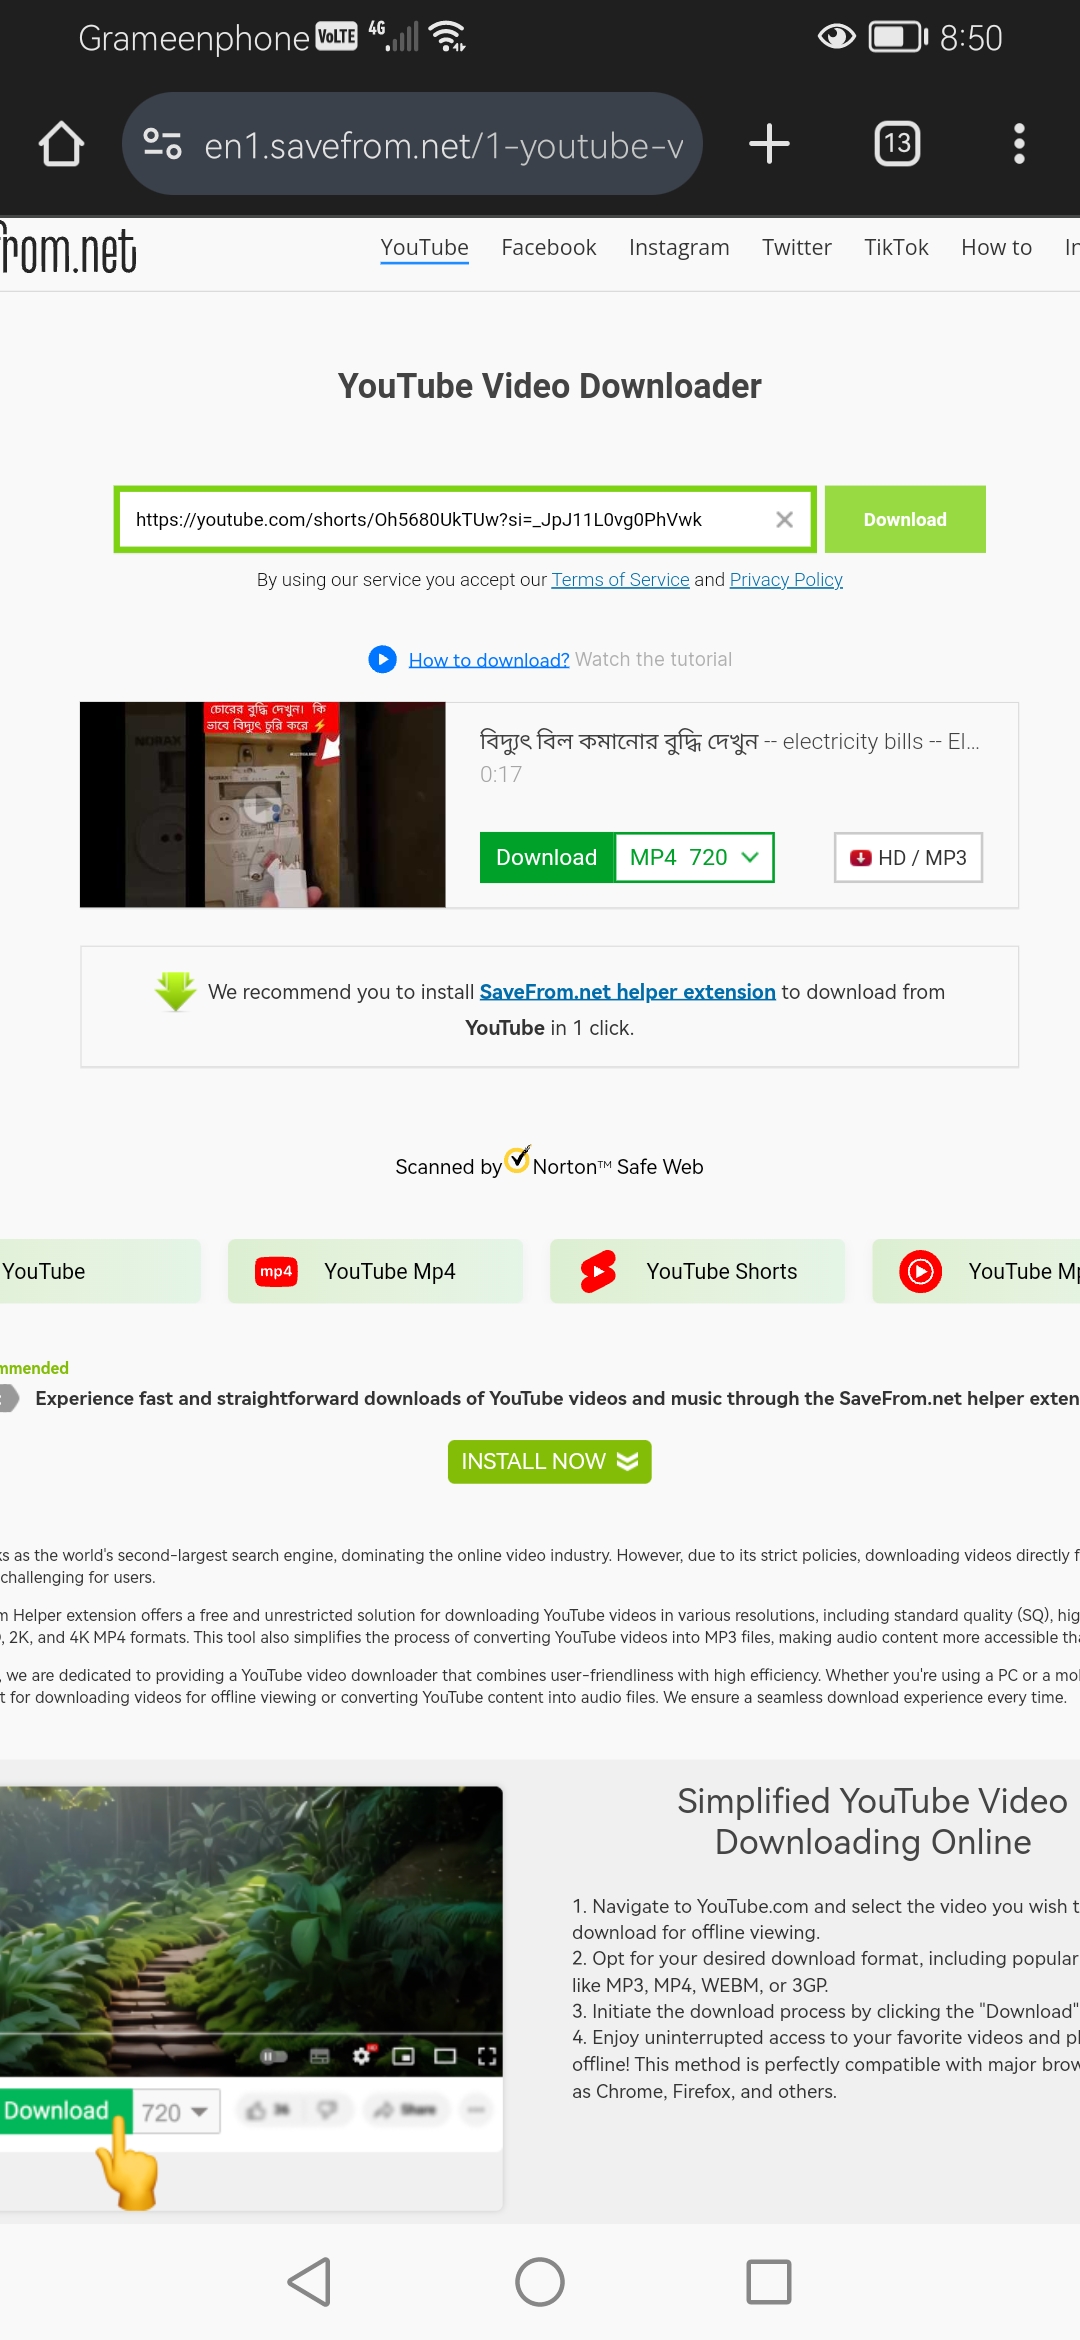 Grameenphone VoLTE 4G 8:50
en1.savefrom.net/1-youtube-v
13
from.net
YouTube Facebook Instagram Twitter TikTok How to In
YouTube Video Downloader
https://youtube.com/shorts/Oh5680UkTUw?si=_JpJ11L0vg0PhVwk
Download
By using our service you accept our Terms of Service and Privacy Policy
How to download? Watch the tutorial
চোরের বুদ্ধি দেখুন। কি
ভাবে বিদ্যুৎ চুরি করে ⚡
NORAX
NORAX
বিদ্যুৎ বিল কমানোর বুদ্ধি দেখুন -- electricity bills -- El...
0:17
Download MP4 720
HD / MP3
We recommend you to install SaveFrom.net helper extension to download from
YouTube in 1 click.
Scanned by Norton™ Safe Web
YouTube
mp4 YouTube Mp4
YouTube Shorts
YouTube Mp
mmended
Experience fast and straightforward downloads of YouTube videos and music through the SaveFrom.net helper exten
INSTALL NOW
ks as the world's second-largest search engine, dominating the online video industry. However, due to its strict policies, downloading videos directly f
challenging for users.
m Helper extension offers a free and unrestricted solution for downloading YouTube videos in various resolutions, including standard quality (SQ), hig
, 2K, and 4K MP4 formats. This tool also simplifies the process of converting YouTube videos into MP3 files, making audio content more accessible tha
, we are dedicated to providing a YouTube video downloader that combines user-friendliness with high efficiency. Whether you're using a PC or a mol
t for downloading videos for offline viewing or converting YouTube content into audio files. We ensure a seamless download experience every time.
Simplified YouTube Video
Downloading Online
1. Navigate to YouTube.com and select the video you wish t
download for offline viewing.
2. Opt for your desired download format, including popular
like MP3, MP4, WEBM, or 3GP.
3. Initiate the download process by clicking the "Download"
4. Enjoy uninterrupted access to your favorite videos and pl
offline! This method is perfectly compatible with major brow
as Chrome, Firefox, and others.
Download 720 36 Share